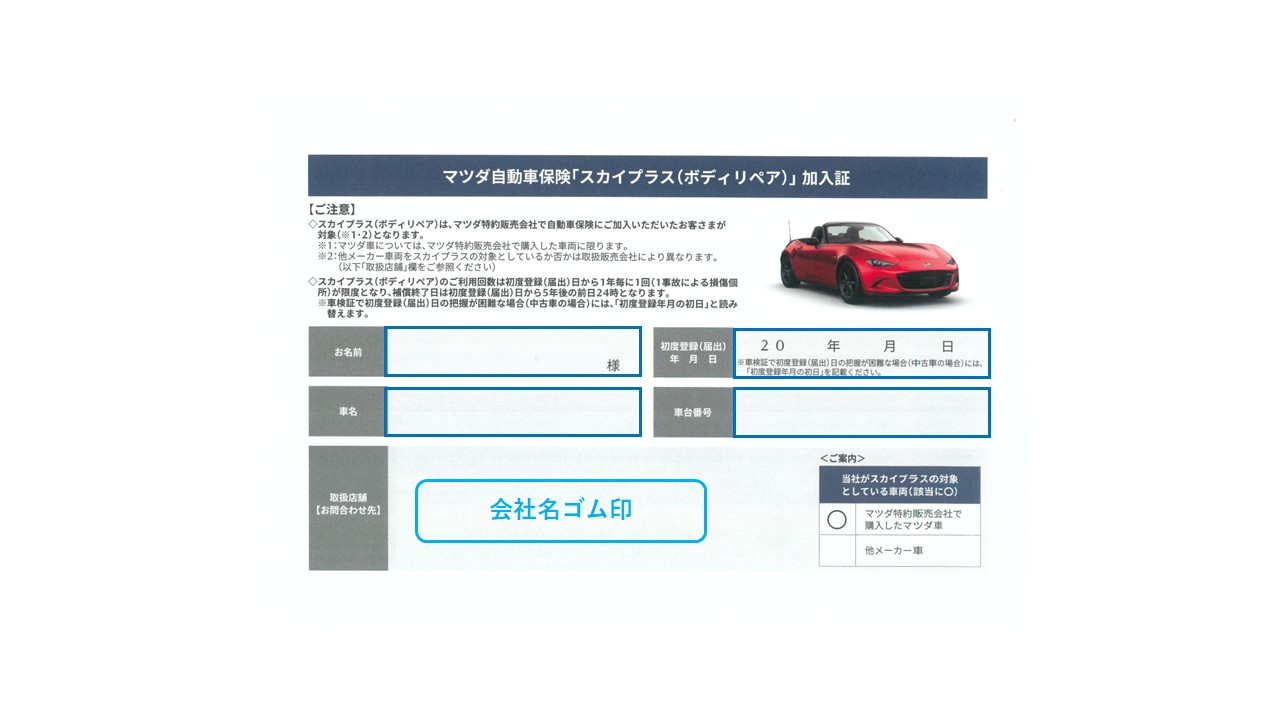 マツダ自動車保険「スカイプラス(ボディリペア)」 加入証
【ご注意】
◇スカイプラス(ボディリペア)は、マツダ特約販売会社で自動車保険にご加入いただいたお客さまが
対象(※1・2)となります。
※1:マツダ車については、マツダ特約販売会社で購入した車両に限ります。
※2:他メーカー車両をスカイプラスの対象としているか否かは取扱販売会社により異なります。
(以下「取扱店舗」欄をご参照ください)
◇スカイプラス(ボディリペア)のご利用回数は初度登録(届出)日から1年毎に1回(1事故による損傷個
所)が限度となり、補償終了日は初度登録(届出)日から5年後の前日24時となります。
※車検証で初度登録(届出)日の把握が困難な場合(中古車の場合)には、「初度登録年月の初日」と読み
替えます。
お名前
様
初度登録(届出)
年 月 日
20 年 月 日
※車検証で初度登録(届出)日の把握が困難な場合(中古車の場合)には、
「初度登録年月の初日」を記載ください。
車名
車台番号
取扱店舗
【お問合わせ先】
会社名ゴム印
<ご案内>
当社がスカイプラスの対象
としている車両(該当に〇)
〇
マツダ特約販売会社で
購入したマツダ車
他メーカー車